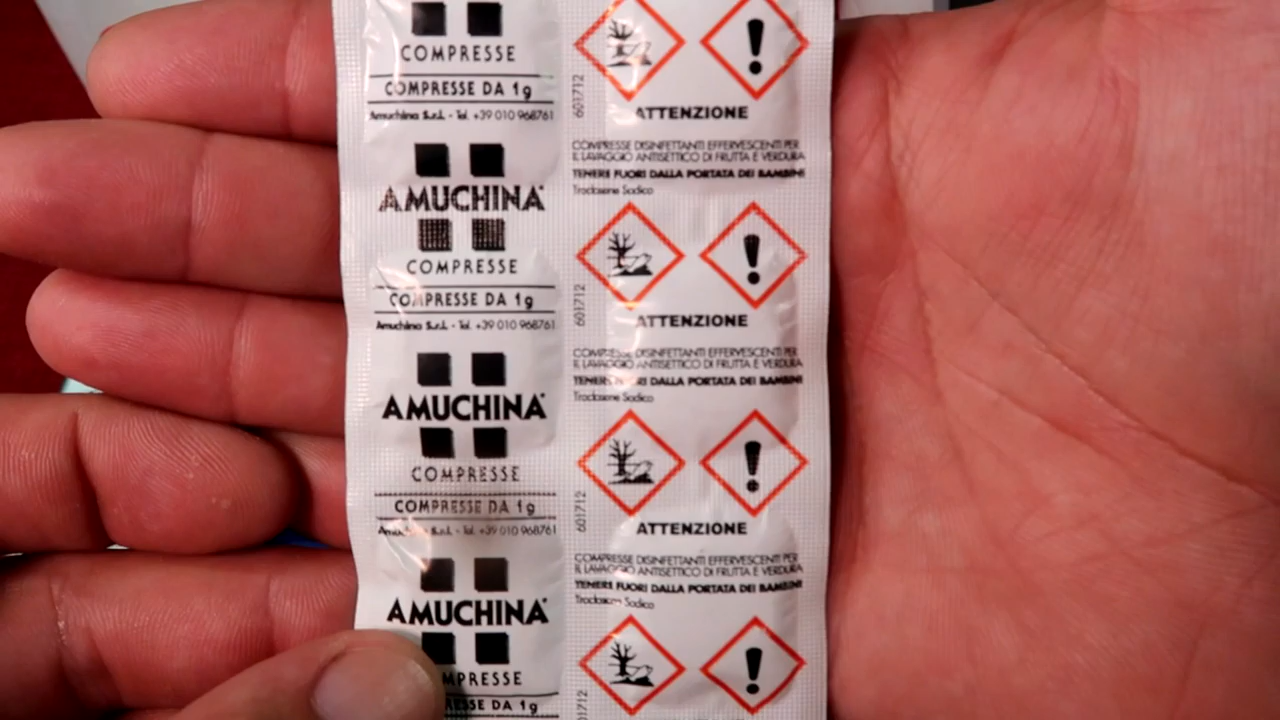 COMPRESSE
COMPRESSE DA 1g
Amuchina S.r.l. - Tel. +39 010 968761
AMUCHINA
COMPRESSE
COMPRESSE DA 1g
Amuchina S.r.l. - Tel. +39 010 968761
AMUCHINA
COMPRESSE
COMPRESSE DA 1g
Amuchina S.r.l. - Tel. +39 010 968761
AMUCHINA
MPRESSE
ESSE DA 1g
601712
ATTENZIONE
COMPRESSE DISINFETTANTI EFFERVESCENTI PER
IL LAVAGGIO ANTISETTICO DI FRUTTA E VERDURA
TENERE FUORI DALLA PORTATA DEI BAMBINI
Troclosene Sodico
601712
ATTENZIONE
COMPRESSE DISINFETTANTI EFFERVESCENTI PER
IL LAVAGGIO ANTISETTICO DI FRUTTA E VERDURA
TENERE FUORI DALLA PORTATA DEI BAMBINI
Troclosene Sodico
601712
ATTENZIONE
COMPRESSE DISINFETTANTI EFFERVESCENTI PER
IL LAVAGGIO ANTISETTICO DI FRUTTA E VERDURA
TENERE FUORI DALLA PORTATA DEI BAMBINI
Troclosene Sodico
01712